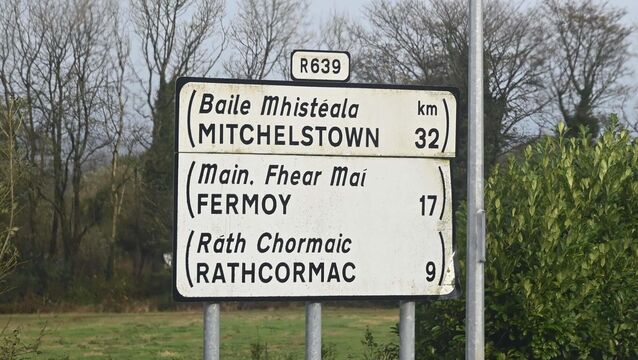 R639
Baile Mhistéala km
MITCHELSTOWN 32
Main. Fhear Maí
FERMOY 17
Ráth Chormaic
RATHCORMAC 9